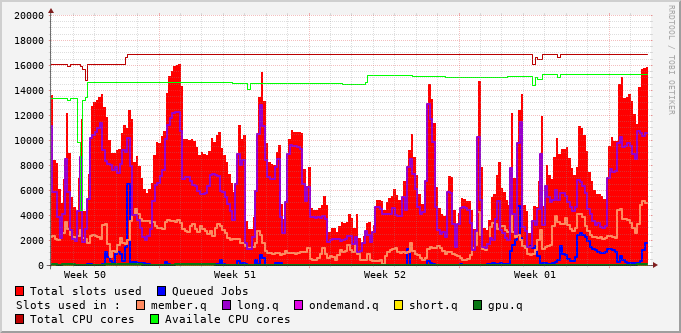 20000
18000
16000
14000
12000
10000
8000
6000
4000
2000
0
Week 50 Week 51 Week 52 Week 01
Total slots used Queued Jobs
Slots used in : member.q long.q ondemand.q short.q gpu.q
Total CPU cores Availale CPU cores
RRDTOOL / TOBI OETIKER